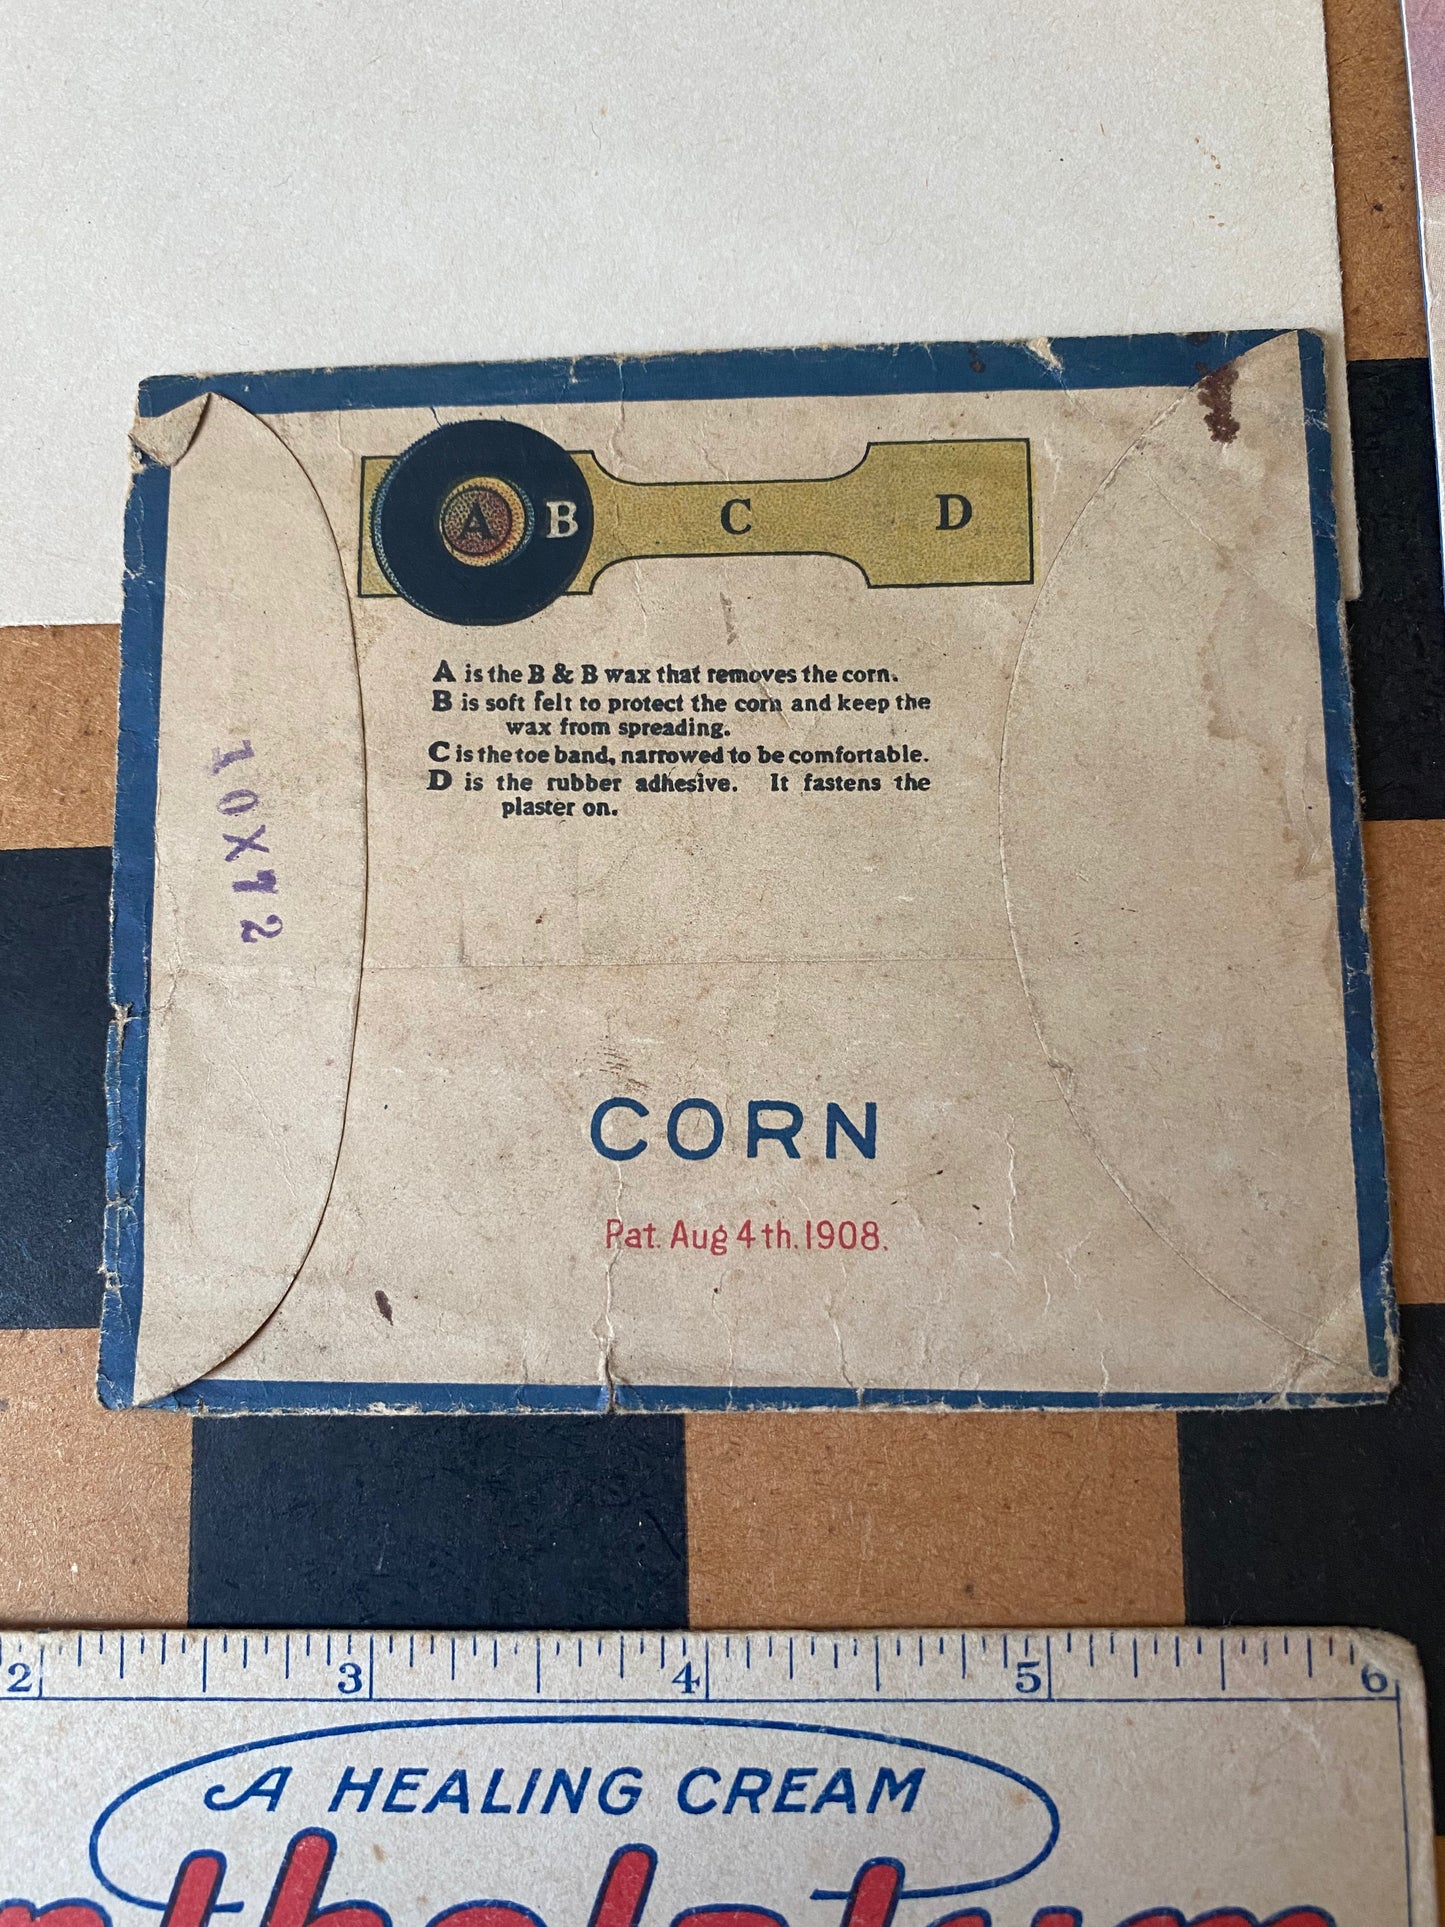 A B C D
A is the B & B wax that removes the corn.
B is soft felt to protect the corn and keep the
wax from spreading.
C is the toe band, narrowed to be comfortable.
D is the rubber adhesive. It fastens the
plaster on.
10X12
CORN
Pat. Aug 4th. 1908.
2 3 4 5 6
A HEALING CREAM